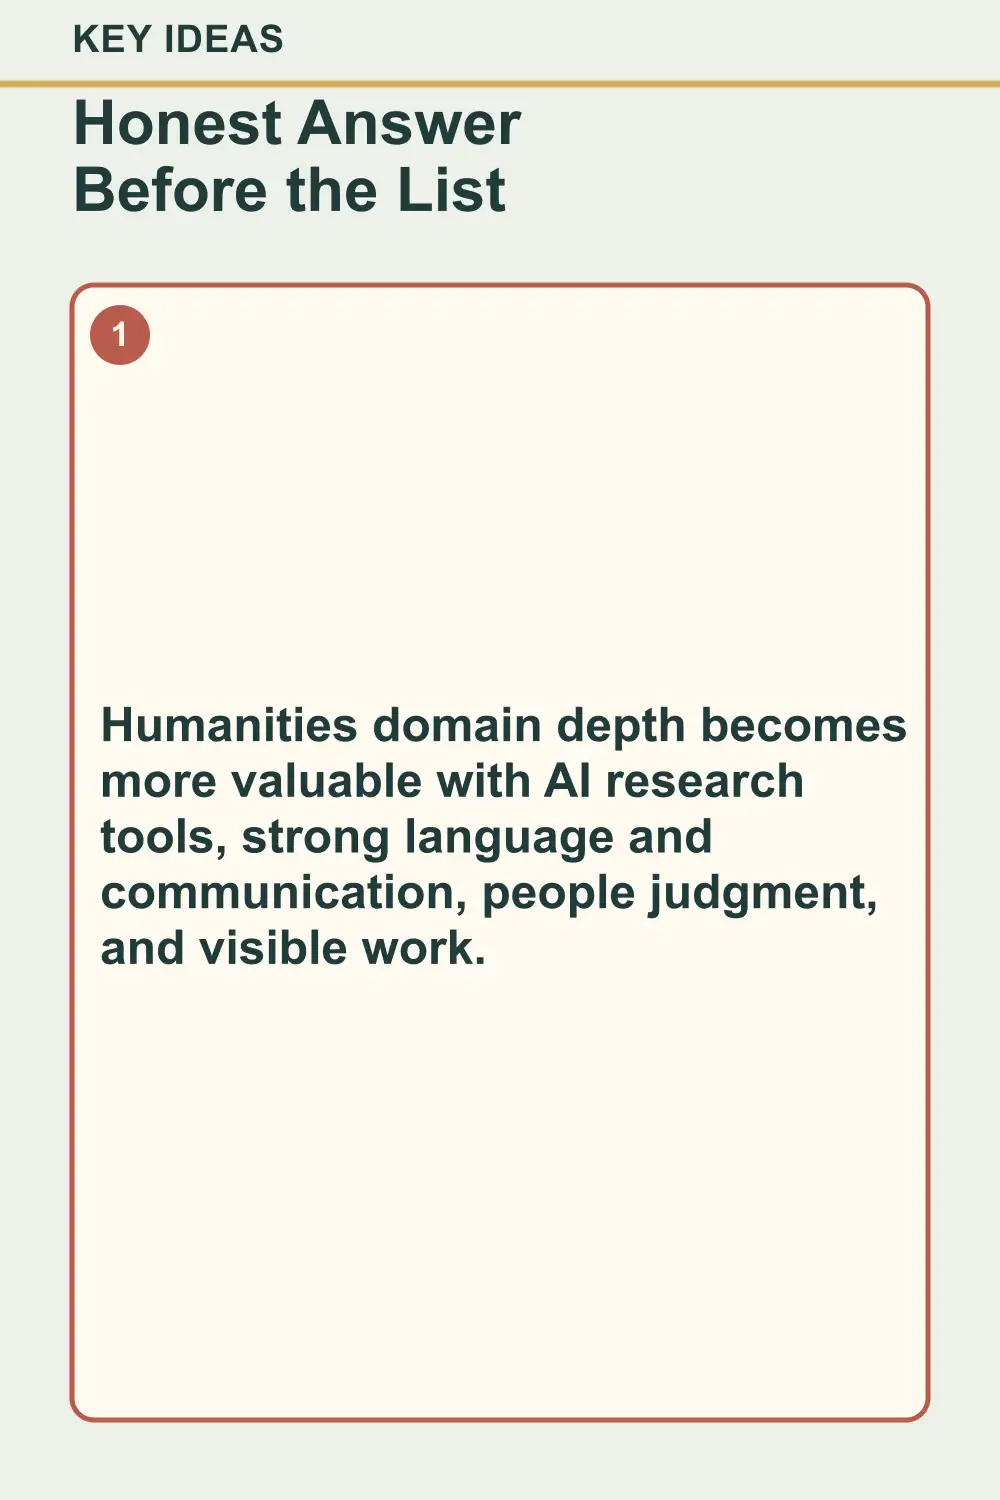 KEY IDEAS
Honest Answer
Before the List
1
Humanities domain depth becomes
more valuable with AI research
tools, strong language and
communication, people judgment,
and visible work.